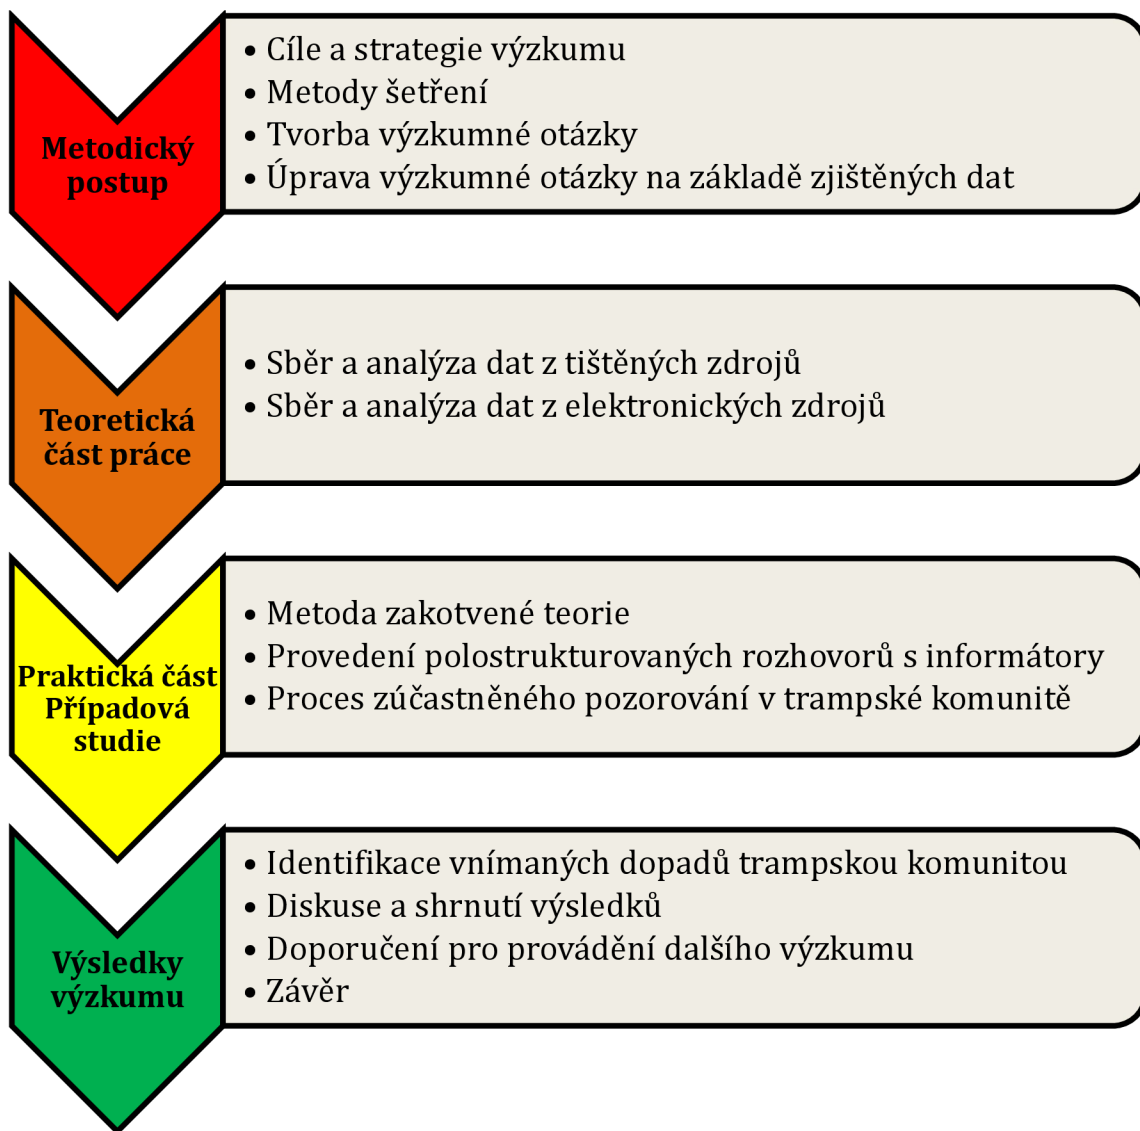 Metodický
postup
• Cíle a strategie výzkumu
• Metody šetření
• Tvorba výzkumné otázky
• Úprava výzkumné otázky na základě zjištěných dat
Teoretická
část práce
• Sběr a analýza dat z tištěných zdrojů
• Sběr a analýza dat z elektronických zdrojů
Praktická část
Případová
studie
• Metoda zakotvené teorie
• Provedení polostrukturovaných rozhovorů s informátory
• Proces zúčastněného pozorování v trampské komunitě
Výsledky
výzkumu
• Identifikace vnímaných dopadů trampskou komunitou
• Diskuse a shrnutí výsledků
• Doporučení pro provádění dalšího výzkumu
• Závěr